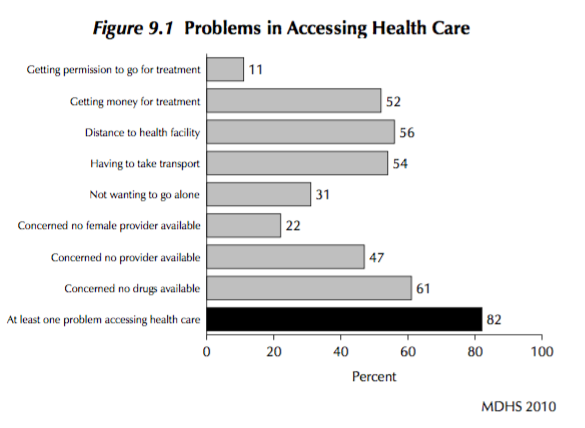 Figure 9.1 Problems in Accessing Health Care
Getting permission to go for treatment 11
Getting money for treatment 52
Distance to health facility 56
Having to take transport 54
Not wanting to go alone 31
Concerned no female provider available 22
Concerned no provider available 47
Concerned no drugs available 61
At least one problem accessing health care 82
0 20 40 60 80 100
Percent
MDHS 2010